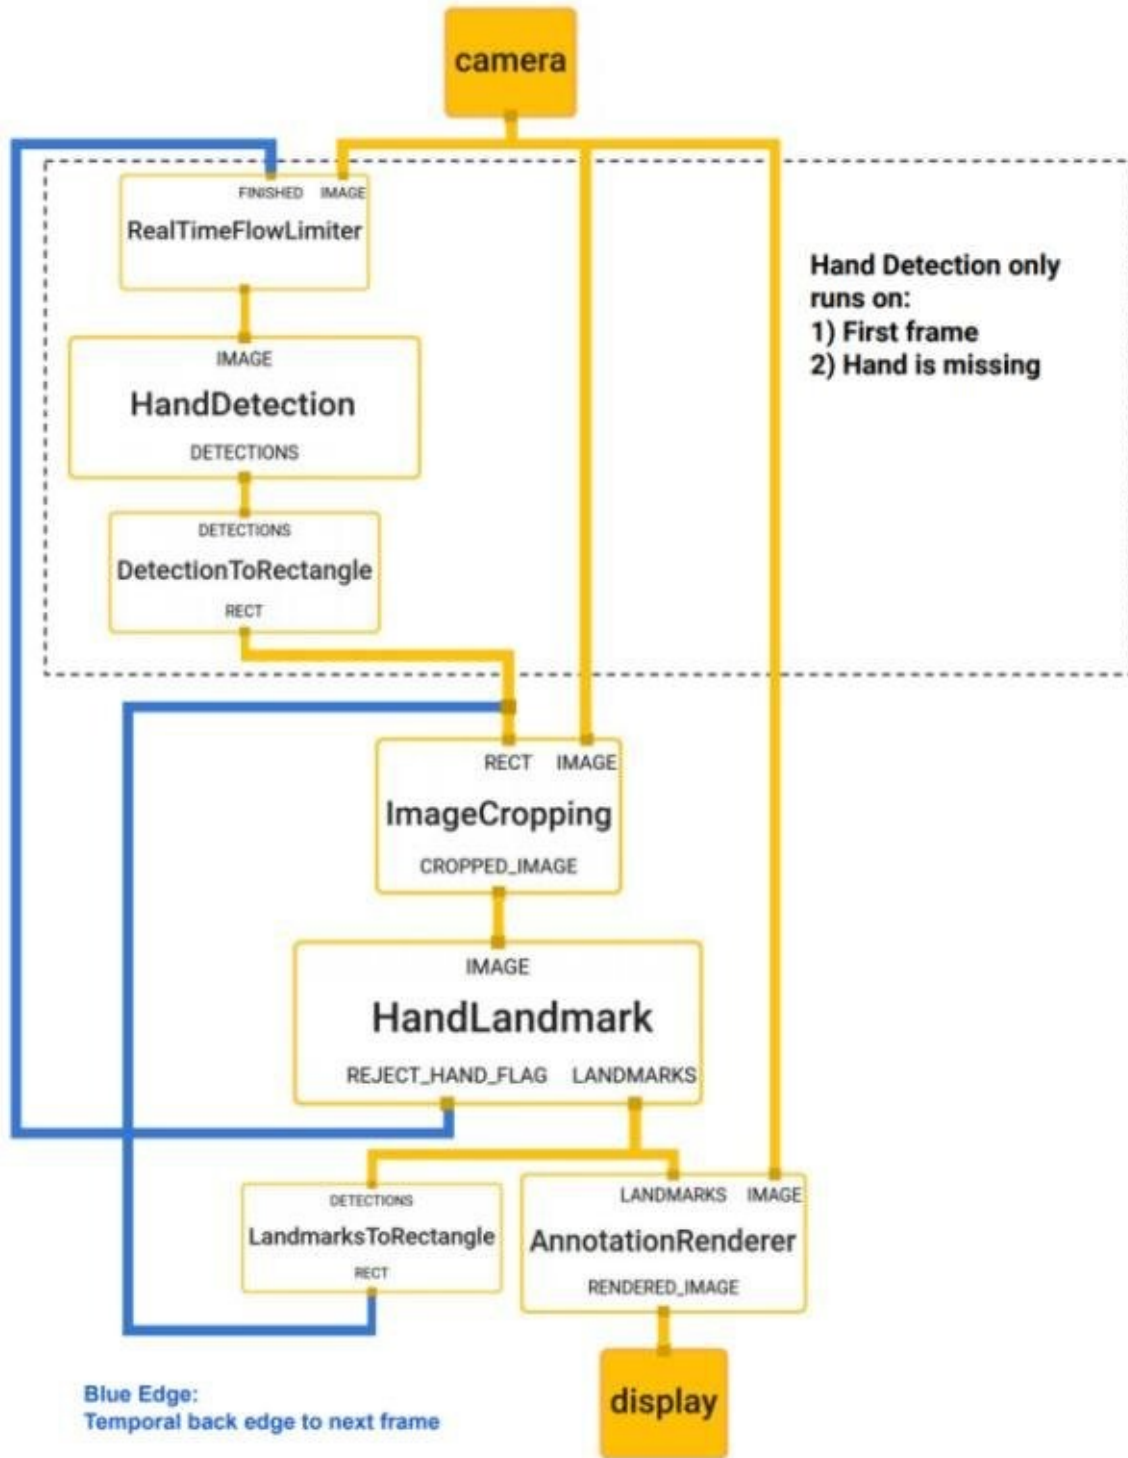 camera
FINISHED IMAGE
RealTimeFlowLimiter
Hand Detection only
runs on:
1) First frame
2) Hand is missing
IMAGE
HandDetection
DETECTIONS
DETECTIONS
DetectionToRectangle
RECT
RECT IMAGE
ImageCropping
CROPPED_IMAGE
IMAGE
HandLandmark
REJECT_HAND_FLAG LANDMARKS
DETECTIONS
LandmarksToRectangle
RECT
LANDMARKS IMAGE
AnnotationRenderer
RENDERED_IMAGE
display
Blue Edge:
Temporal back edge to next frame